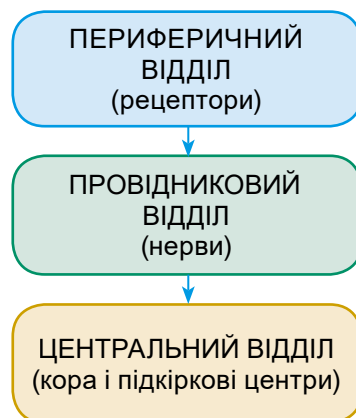 ПЕРИФЕРИЧНИЙ
ВІДДІЛ
(рецептори)
ПРОВІДНИКОВИЙ
ВІДДІЛ
(нерви)
ЦЕНТРАЛЬНИЙ ВІДДІЛ
(кора і підкіркові центри)